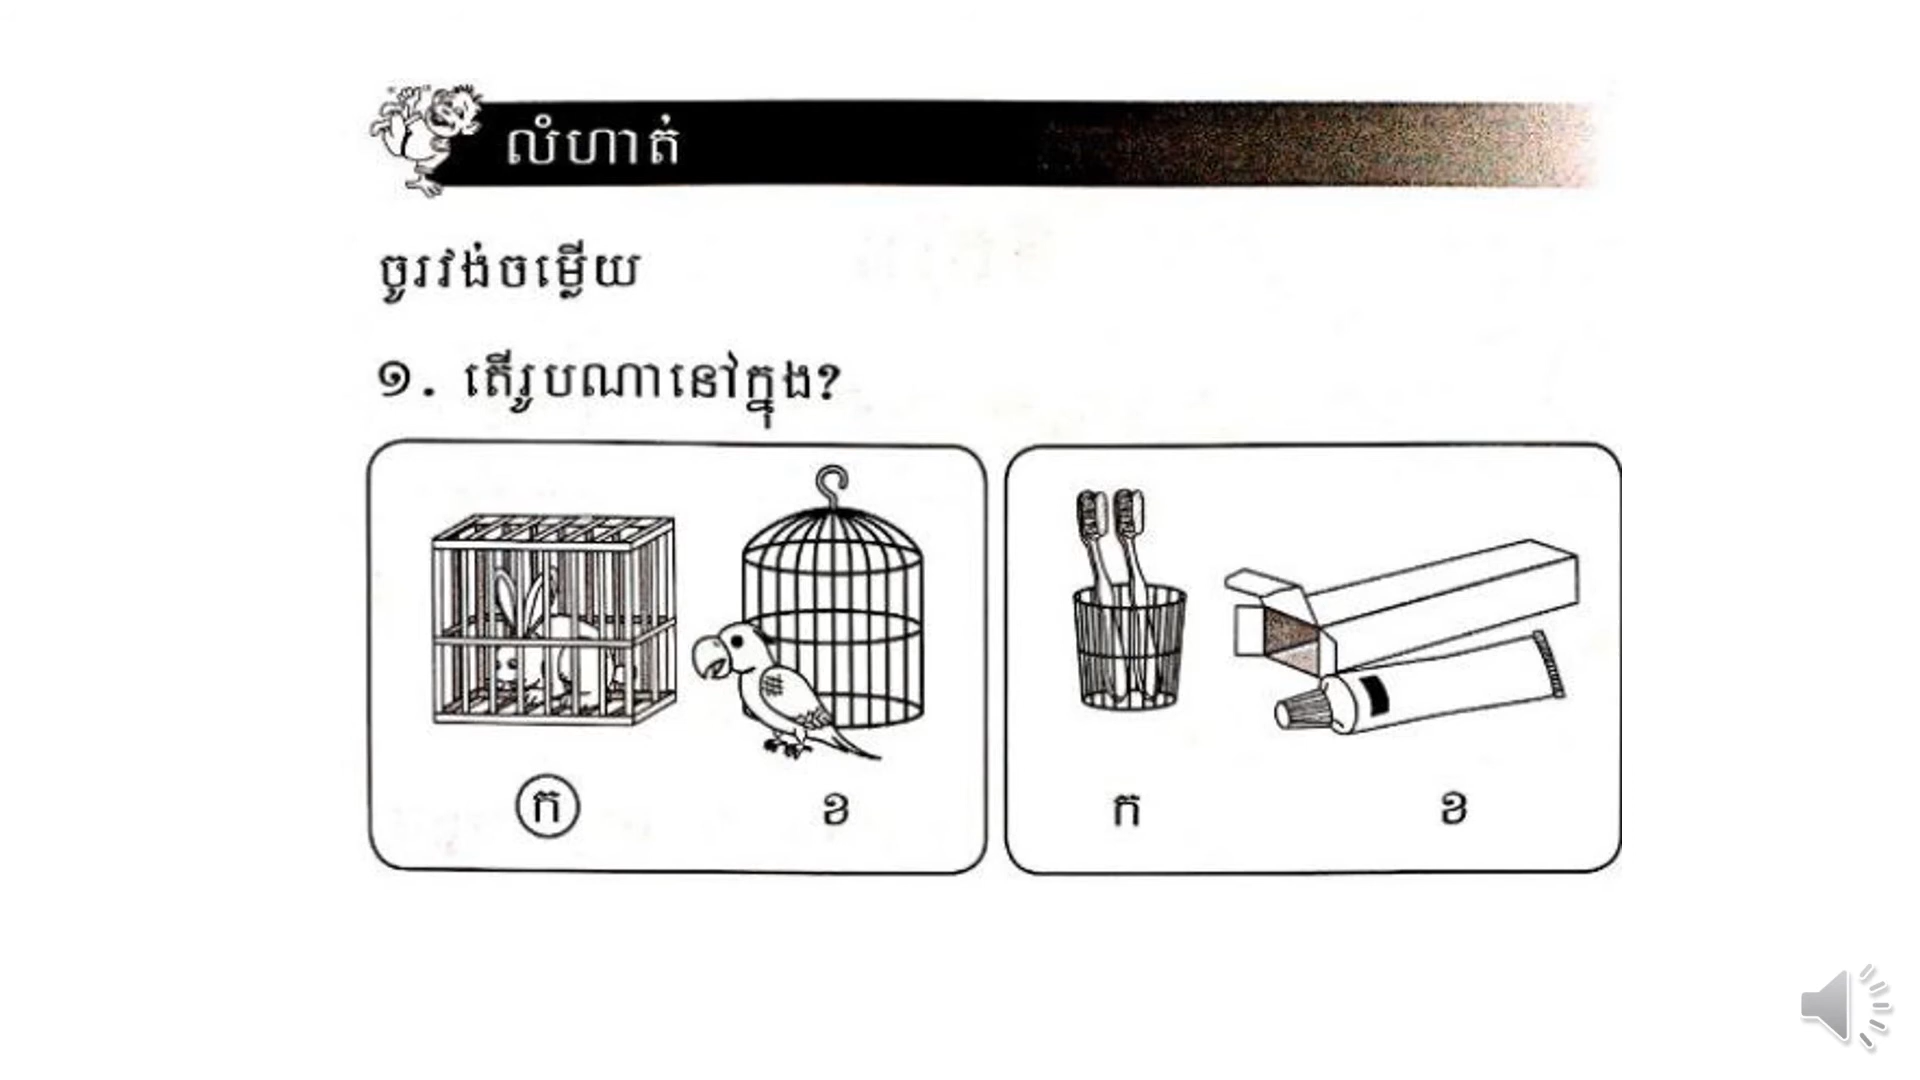 លំហាត់
ចូរវង់ចម្លើយ
១. តើរូបណានៅក្នុង?
ក ខ ក ខ